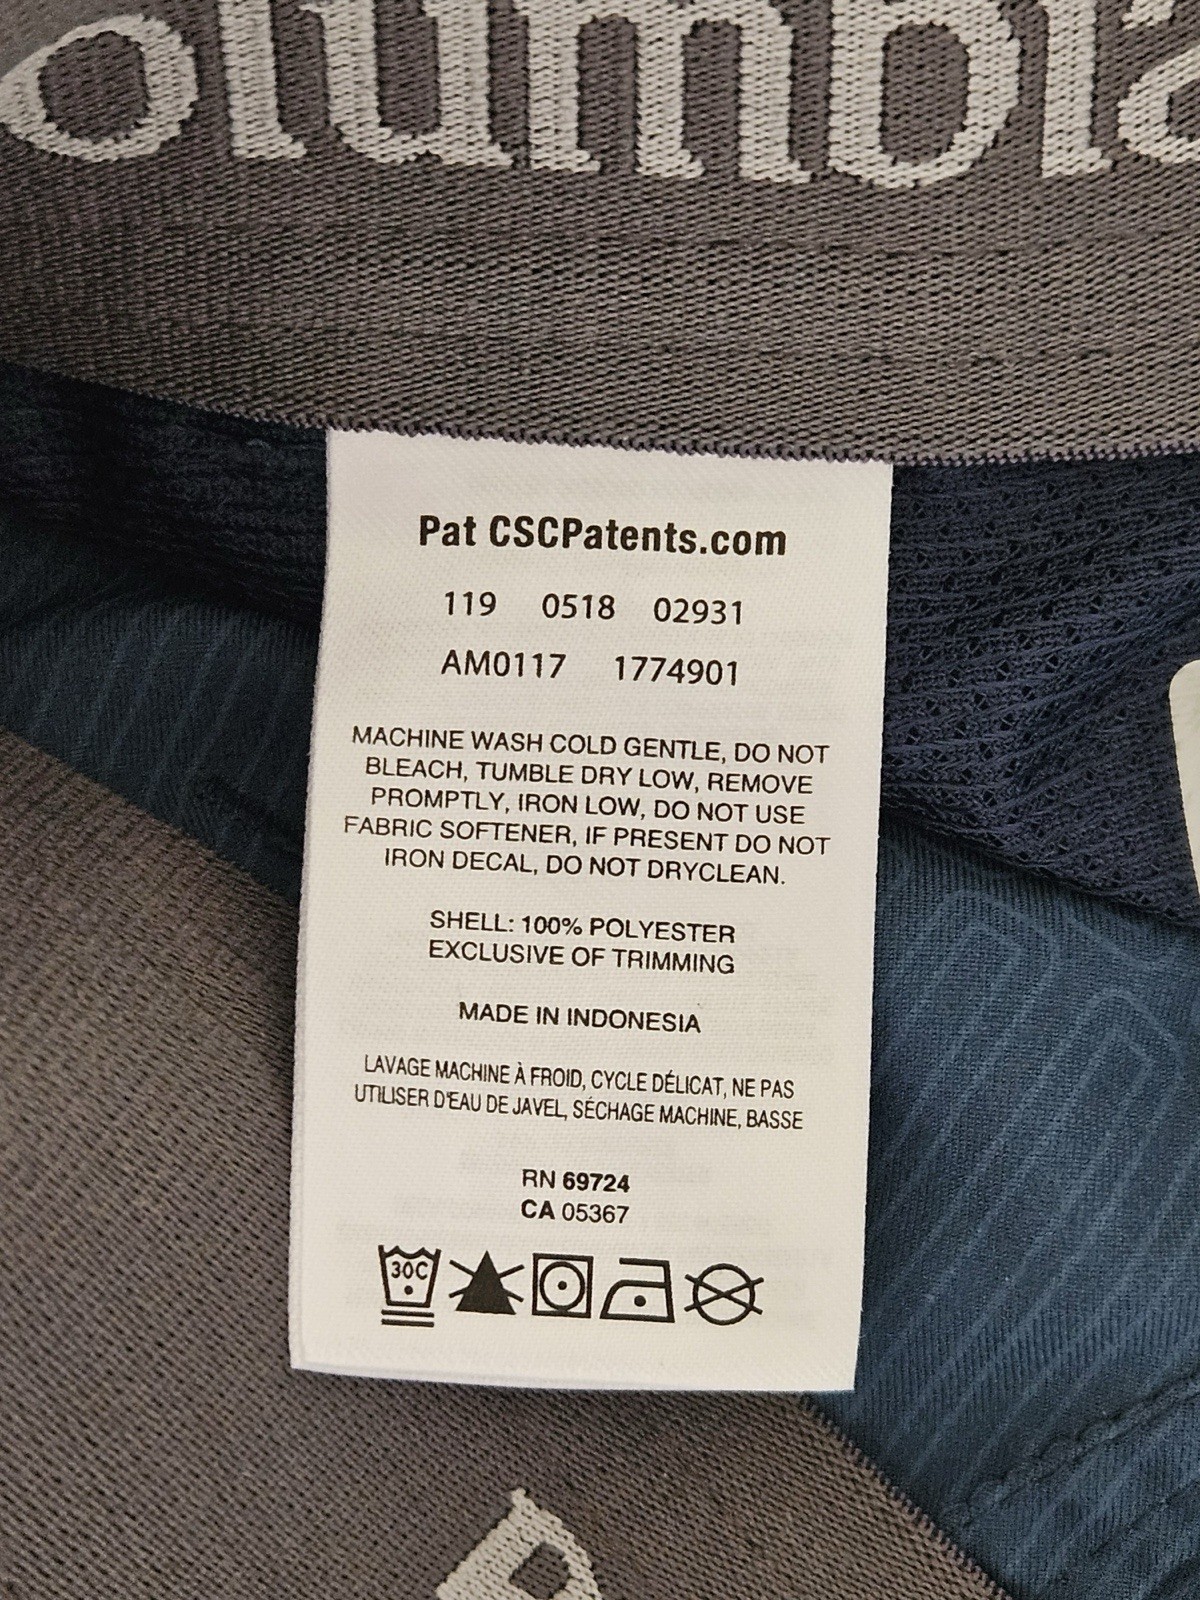 olumbia
Pat CSCPatents.com
119 0518 02931
AM0117 1774901
MACHINE WASH COLD GENTLE, DO NOT
BLEACH, TUMBLE DRY LOW, REMOVE
PROMPTLY, IRON LOW, DO NOT USE
FABRIC SOFTENER, IF PRESENT DO NOT
IRON DECAL, DO NOT DRYCLEAN.
SHELL: 100% POLYESTER
EXCLUSIVE OF TRIMMING
MADE IN INDONESIA
LAVAGE MACHINE À FROID, CYCLE DÉLICAT, NE PAS
UTILISER D'EAU DE JAVEL, SÉCHAGE MACHINE, BASSE
RN 69724
CA 05367
30C